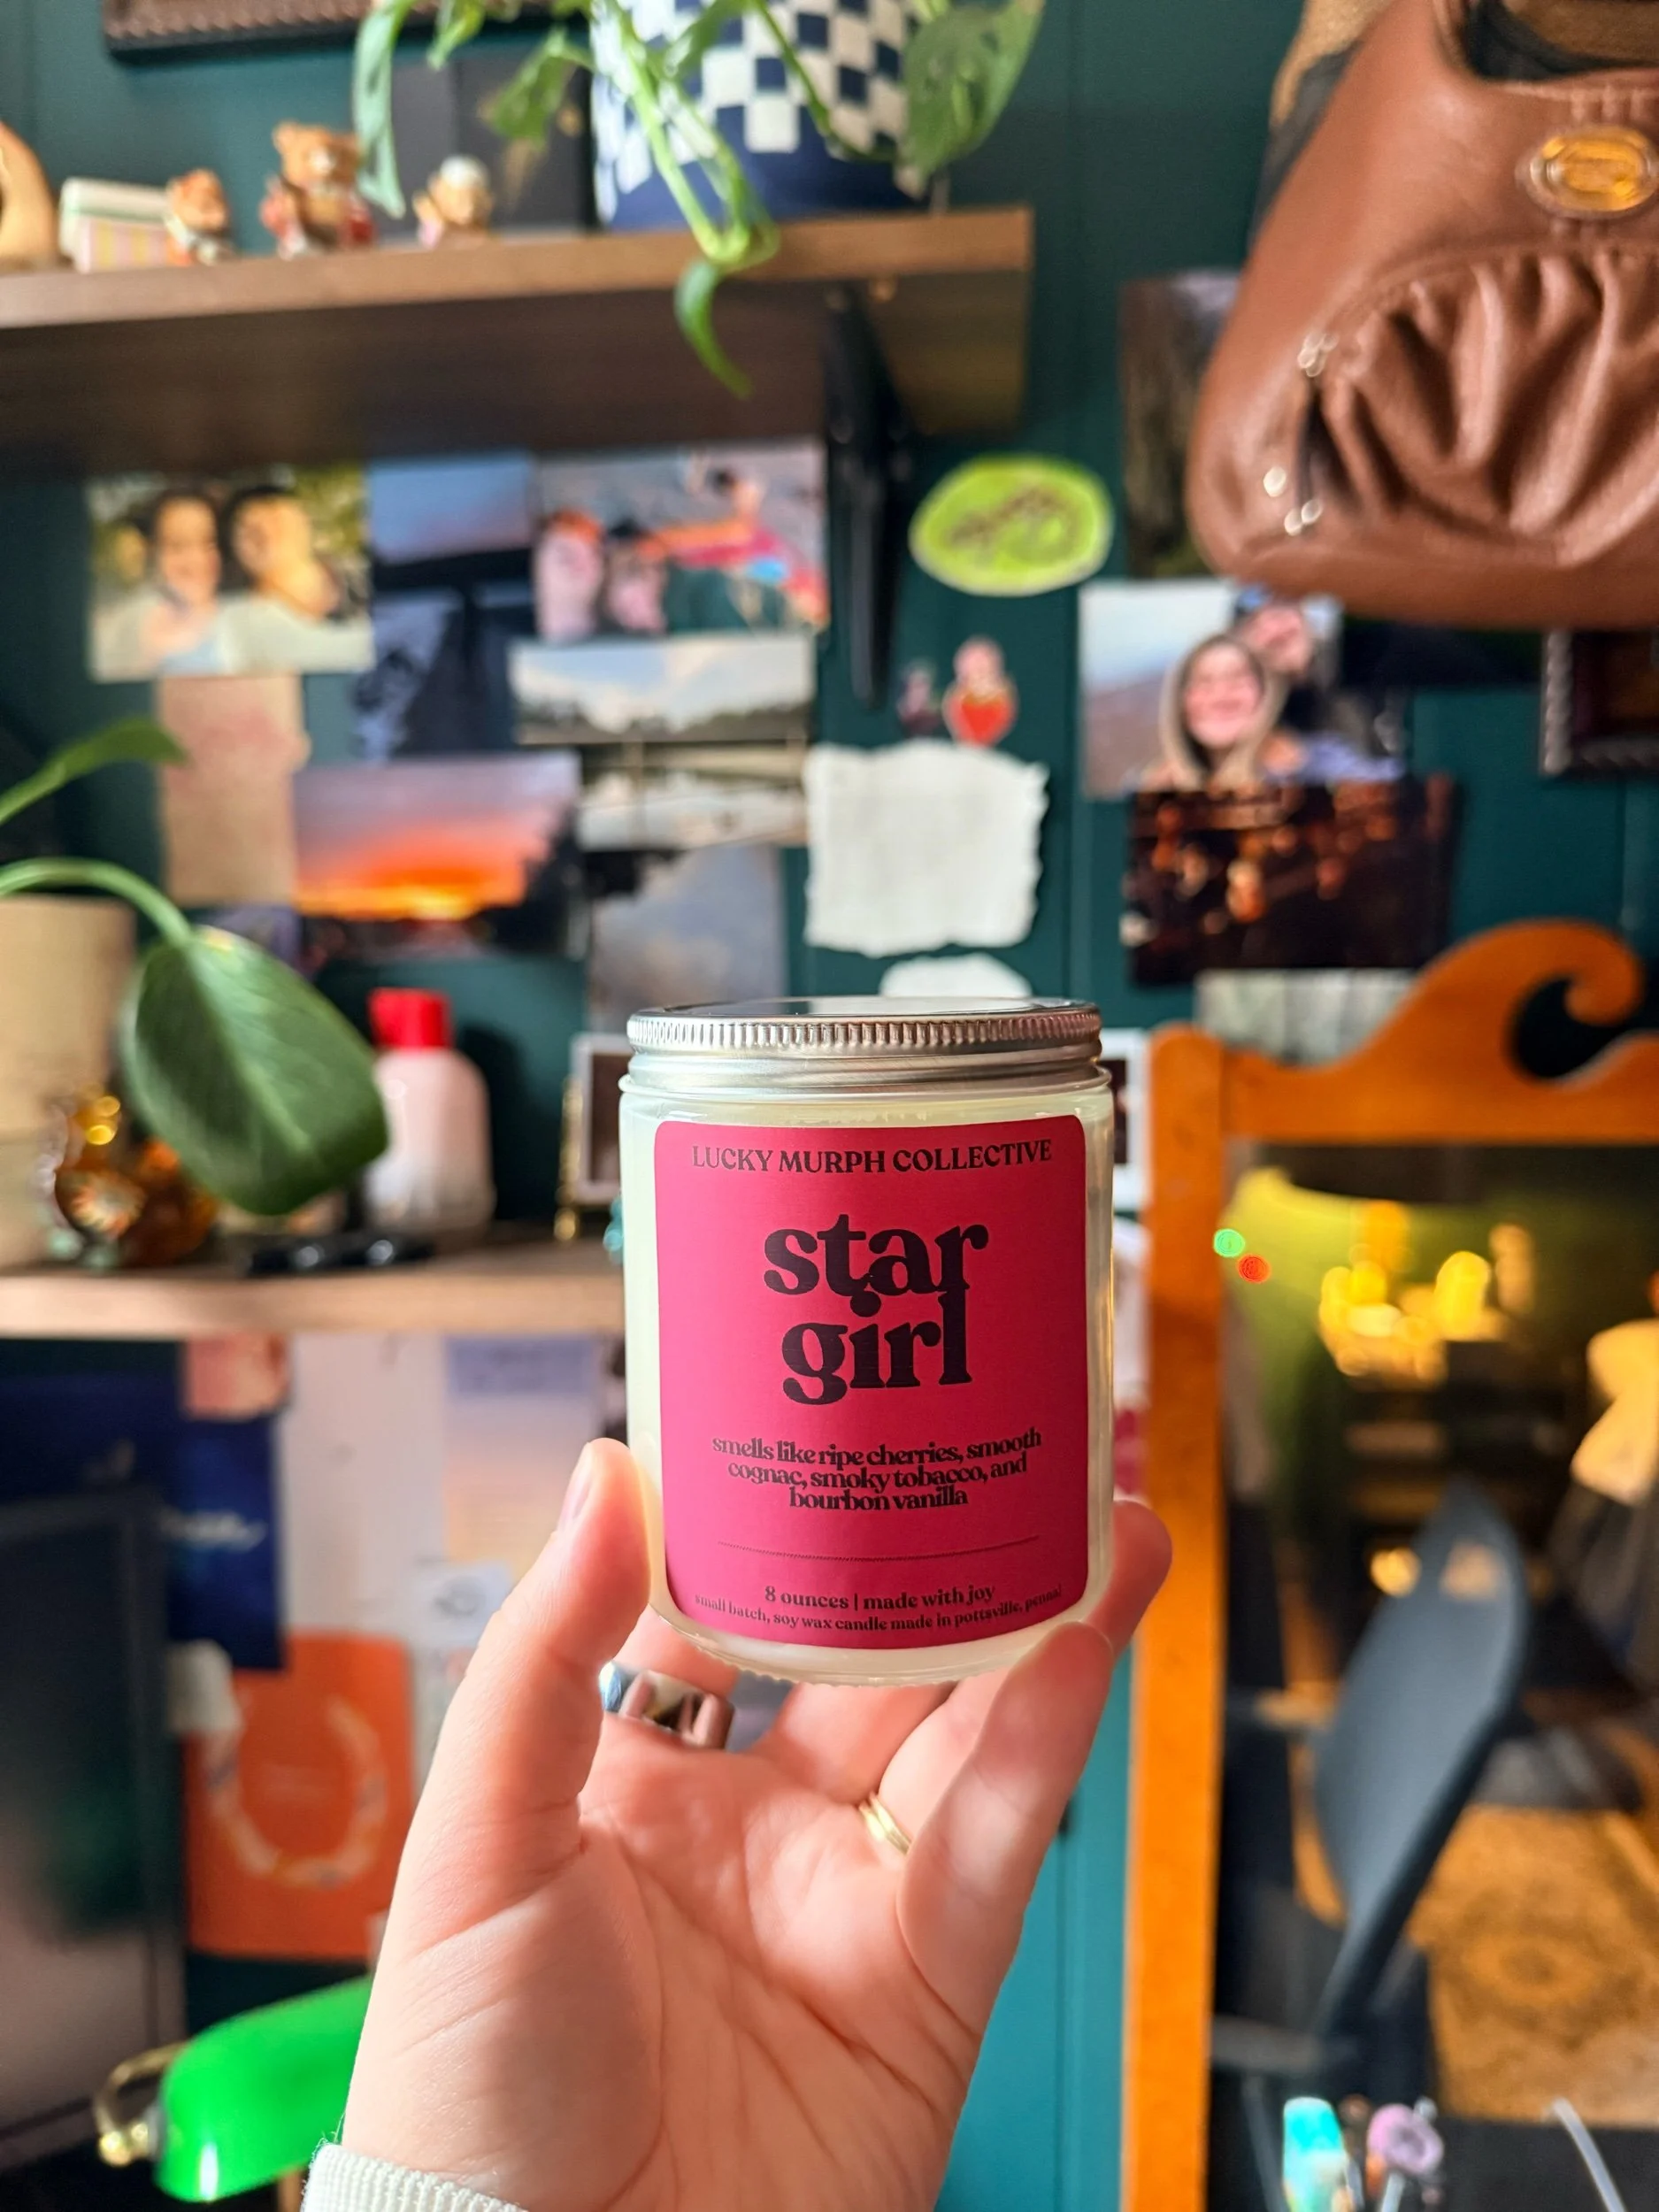 LUCKY MURPH COLLECTIVE
star
girl
smells like ripe cherries, smooth
cognac, smoky tobacco, and
bourbon vanilla
8 ounces | made with joy
small batch, soy wax candle made in pottsville, penna!